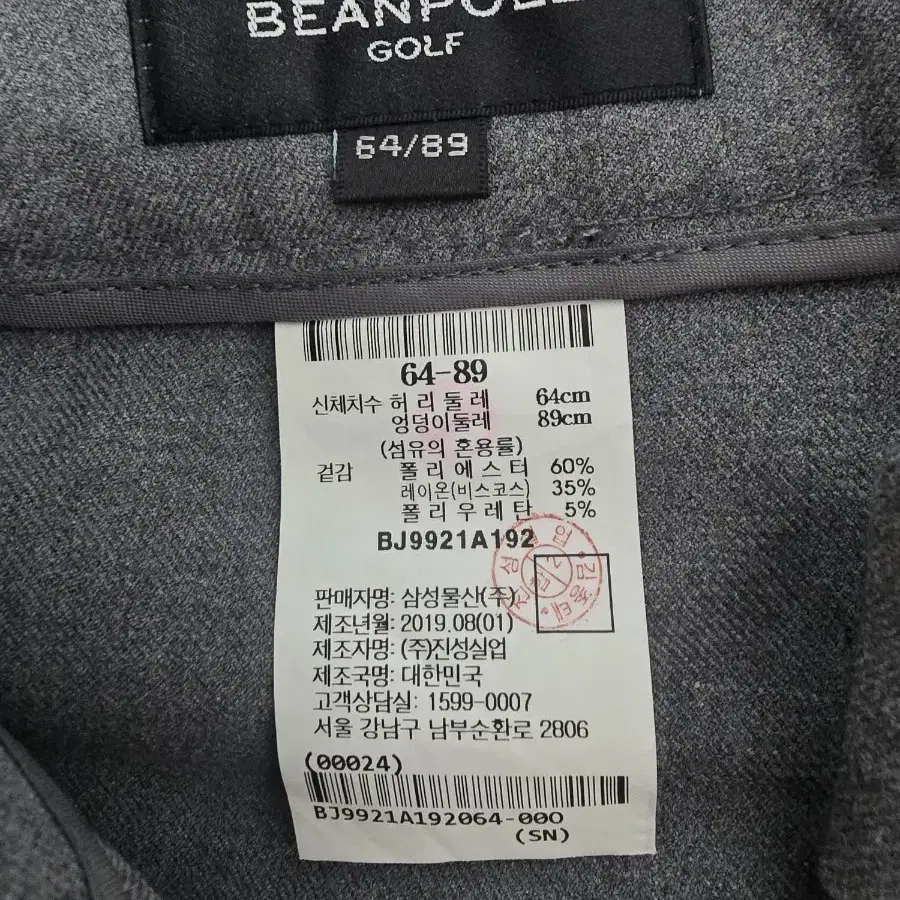 BEANPOLE
GOLF
64/89
64-89
신체치수 허리둘레 64cm
엉덩이둘레 89cm
(섬유의 혼용률)
겉감 폴리에스터 60%
레이온(비스코스) 35%
폴리우레탄 5%
BJ9921A192
판매자명: 삼성물산(주)
제조년월: 2019.08(01)
제조자명: (주)진성실업
제조국명: 대한민국
고객상담실: 1599-0007
서울 강남구 남부순환로 2806
(00024)
BJ9921A192064-000
(SN)